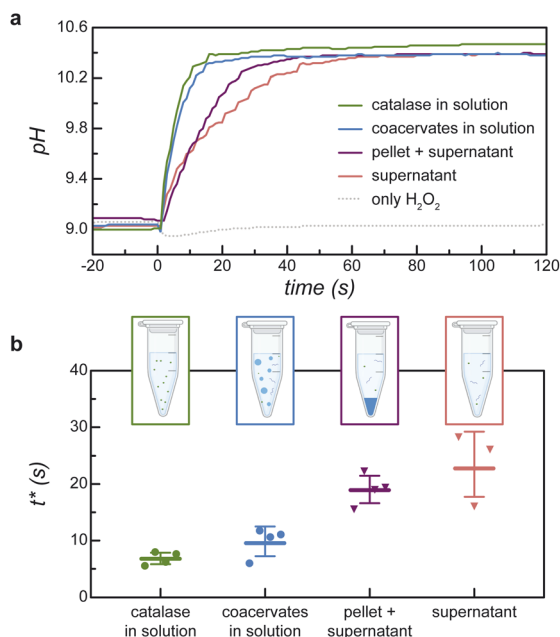 a
10.6
10.2
9.8
9.4
9.0
pH
catalase in solution
coacervates in solution
pellet + supernatant
supernatant
only H₂O₂
-20 0 20 40 60 80 100 120
time (s)
b
40
30
20
10
0
t* (s)
catalase in solution
coacervates in solution
pellet + supernatant
supernatant